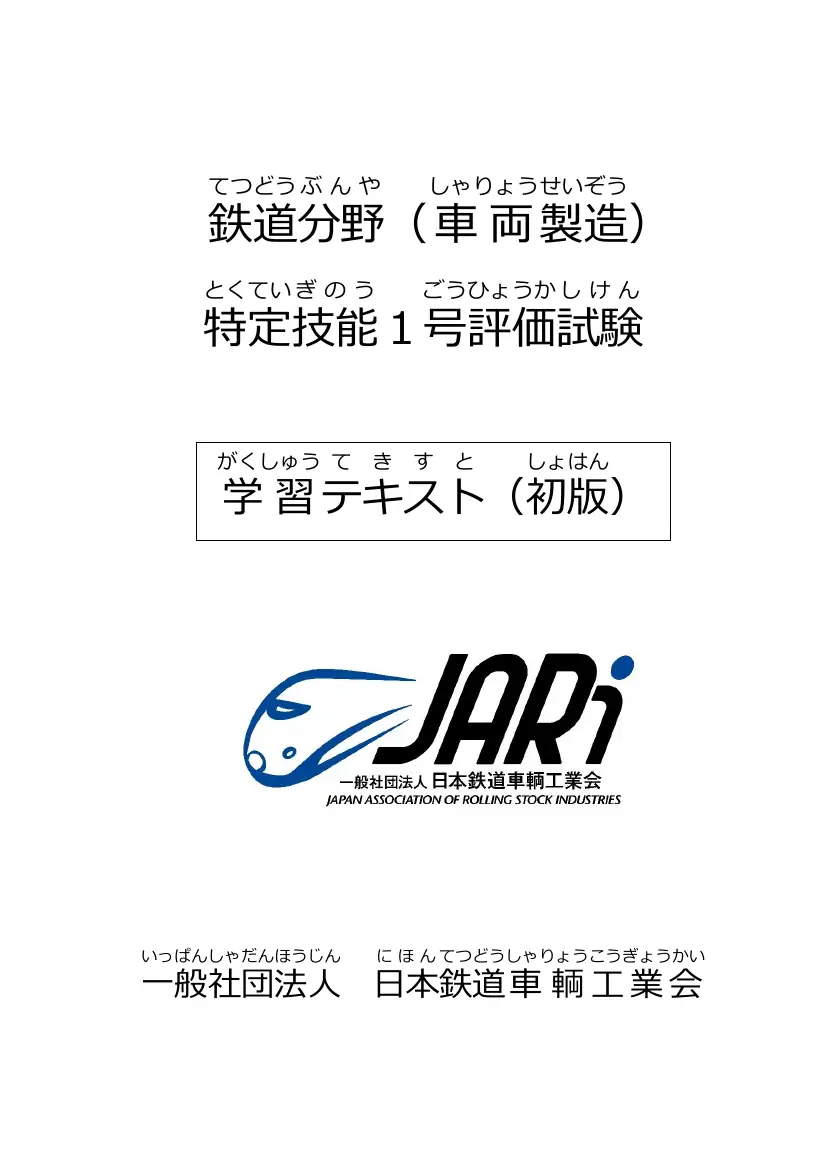 てつどうぶんや しゃりょうせいぞう
鉄道分野（車両製造）
とくていぎのう ごうひょうかしけん
特定技能１号評価試験
がくしゅうてきすと しょはん
学習テキスト（初版）
JARi
一般社団法人 日本鉄道車輌工業会
JAPAN ASSOCIATION OF ROLLING STOCK INDUSTRIES
いっぱんしゃだんほうじん にほんてつどうしゃりょうこうぎょうかい
一般社団法人 日本鉄道車輌工業会